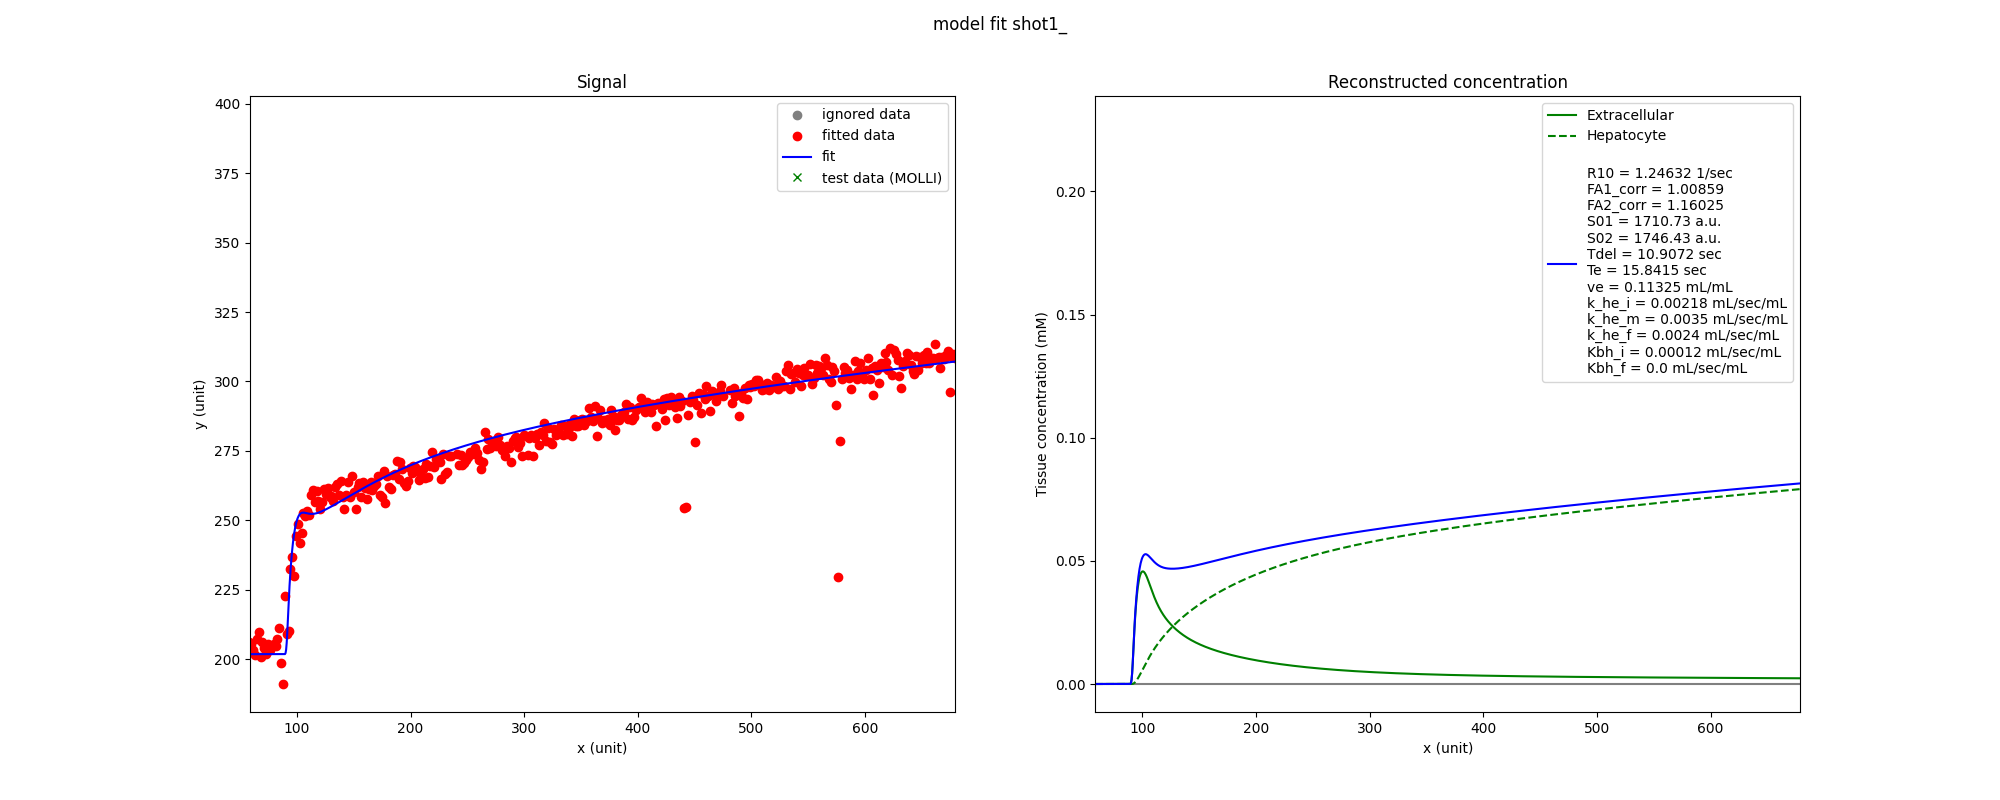 model fit shot1_
Signal
400
375
350
325
300
275
250
225
200
y (unit)
100
200
300
400
500
600
x (unit)
ignored data
fitted data
fit
test data (MOLLI)
Reconstructed concentration
0.20
0.15
0.10
0.05
0.00
Tissue concentration (mM)
100
200
300
400
500
600
x (unit)
Extracellular
Hepatocyte
R10 = 1.24632 1/sec
FA1_corr = 1.00859
FA2_corr = 1.16025
S01 = 1710.73 a.u.
S02 = 1746.43 a.u.
Tdel = 10.9072 sec
Te = 15.8415 sec
ve = 0.11325 mL/mL
k_he_i = 0.00218 mL/sec/mL
k_he_m = 0.0035 mL/sec/mL
k_he_f = 0.0024 mL/sec/mL
Kbh_i = 0.00012 mL/sec/mL
Kbh_f = 0.0 mL/sec/mL